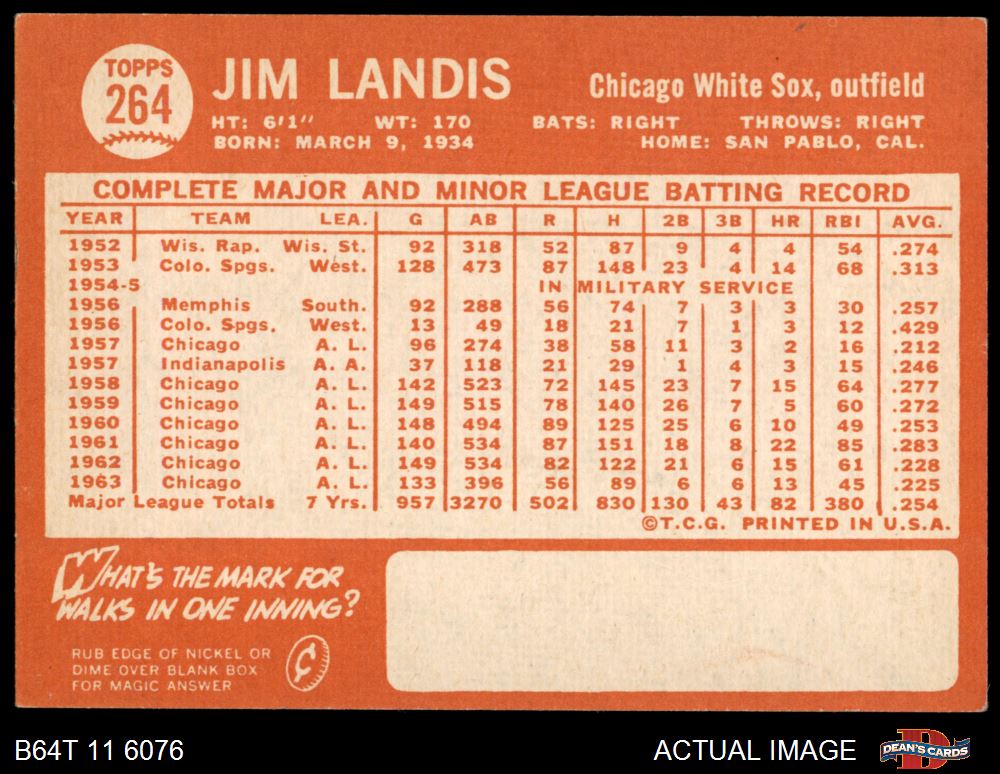 TOPPS
264
JIM LANDIS
Chicago White Sox, outfield
HT: 6'1" WT: 170 BATS: RIGHT THROWS: RIGHT
BORN: MARCH 9, 1934 HOME: SAN PABLO, CAL.
COMPLETE MAJOR AND MINOR LEAGUE BATTING RECORD
YEAR TEAM LEA. G AB R H 2B 3B HR RBI AVG.
1952 Wis. Rap. Wis. St. 92 318 52 87 9 4 4 54 .274
1953 Colo. Spgs. West. 128 473 87 148 23 4 14 68 .313
1954-5 IN MILITARY SERVICE
1956 Memphis South. 92 288 56 74 7 3 3 30 .257
1956 Colo. Spgs. West. 13 49 18 21 7 1 3 12 .429
1957 Chicago A. L. 96 274 38 58 11 3 2 16 .212
1957 Indianapolis A. A. 37 118 21 29 1 4 3 15 .246
1958 Chicago A. L. 142 523 72 145 23 7 15 64 .277
1959 Chicago A. L. 149 515 78 140 26 7 5 60 .272
1960 Chicago A. L. 148 494 89 125 25 6 10 49 .253
1961 Chicago A. L. 140 534 87 151 18 8 22 85 .283
1962 Chicago A. L. 149 534 82 122 21 6 15 61 .228
1963 Chicago A. L. 133 396 56 89 6 6 13 45 .225
Major League Totals 7 Yrs. 957 3270 502 830 130 43 82 380 .254
©T.C.G. PRINTED IN U.S.A.
WHAT'S THE MARK FOR
WALKS IN ONE INNING?
RUB EDGE OF NICKEL OR
DIME OVER BLANK BOX
FOR MAGIC ANSWER
¢
B64T 11 6076
ACTUAL IMAGE
D
DEAN'S CARDS